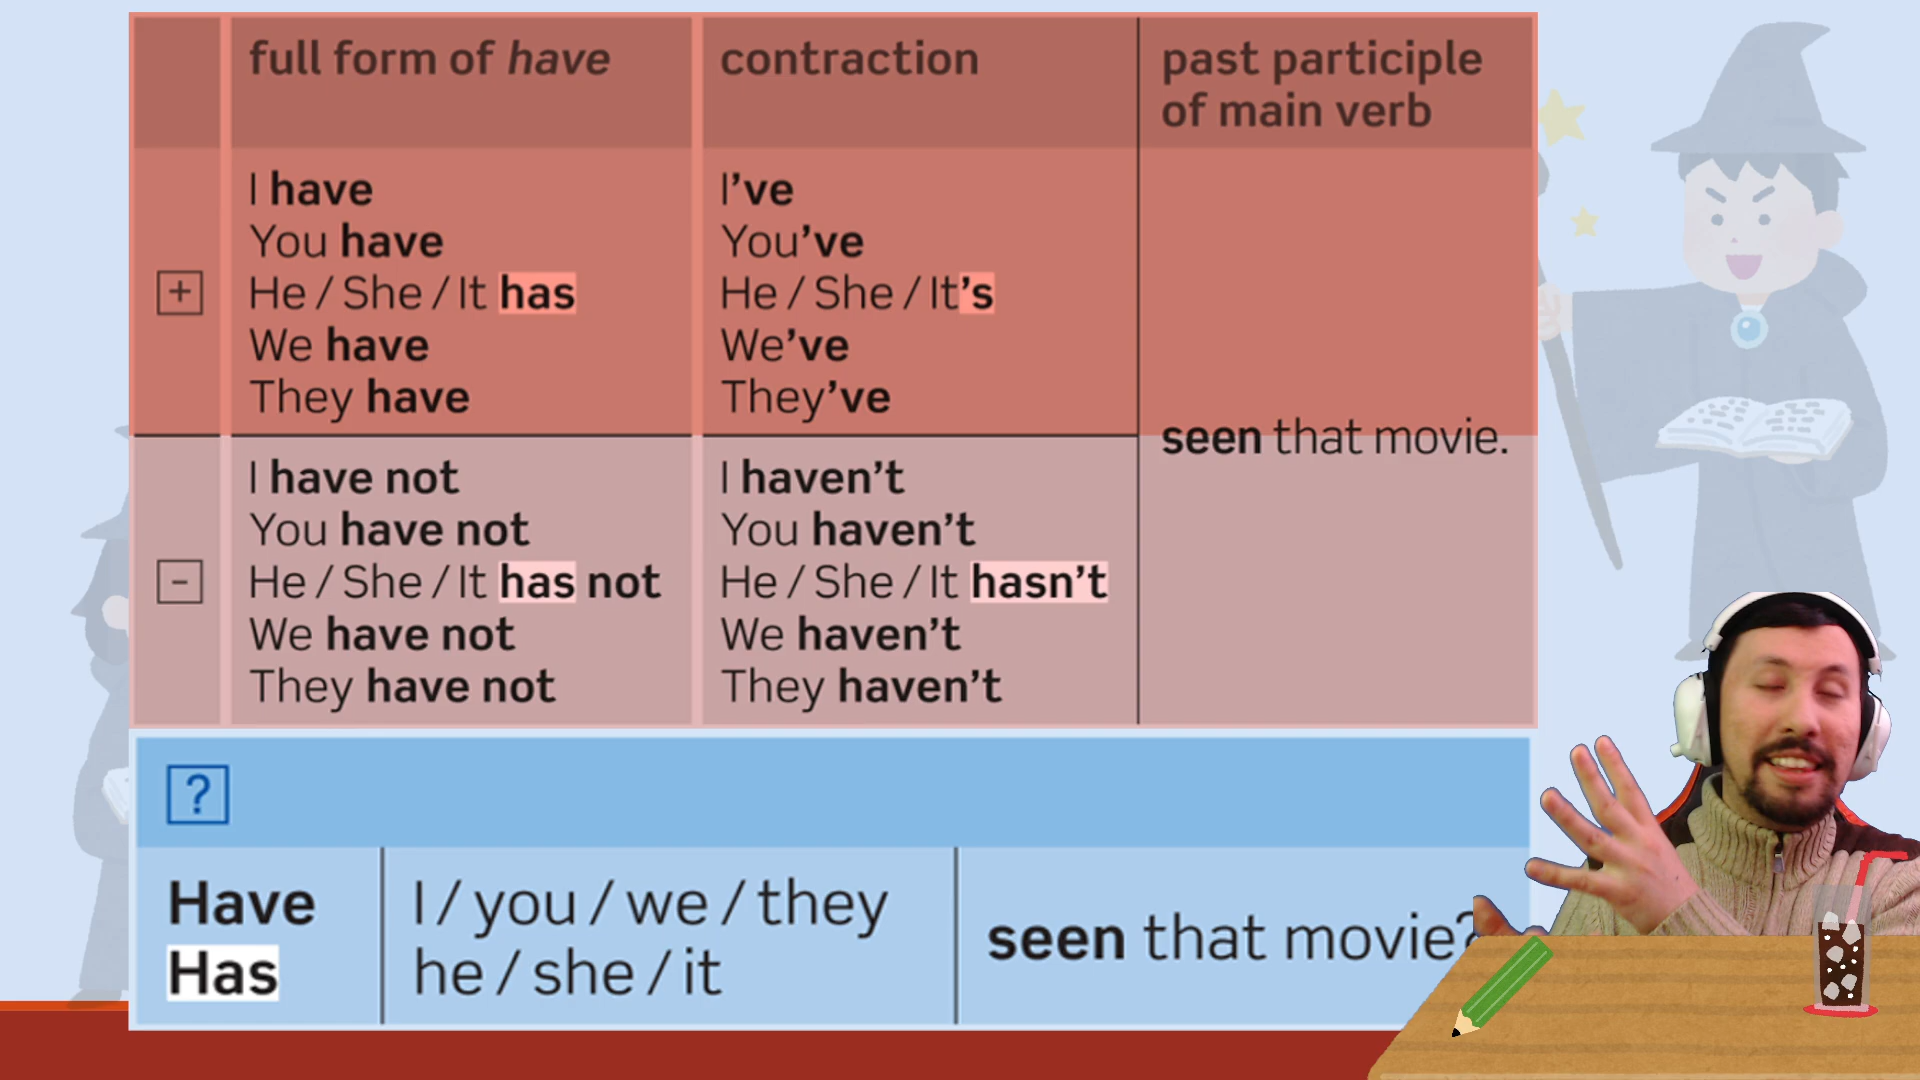 full form of have
contraction
past participle
of main verb
+
I have
You have
He / She / It has
We have
They have
I've
You've
He / She / It's
We've
They've
seen that movie.
-
I have not
You have not
He / She / It has not
We have not
They have not
I haven't
You haven't
He / She / It hasn't
We haven't
They haven't
?
Have
Has
I / you / we / they
he / she / it
seen that movie?